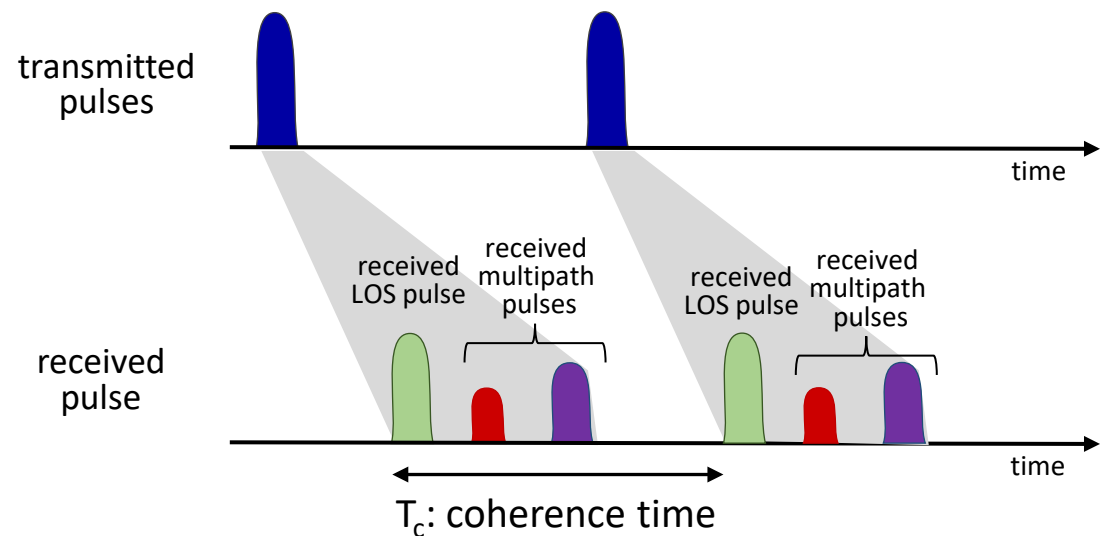 transmitted
pulses
time
received
LOS pulse
received
multipath
pulses
received
LOS pulse
received
multipath
pulses
received
pulse
time
Tc: coherence time